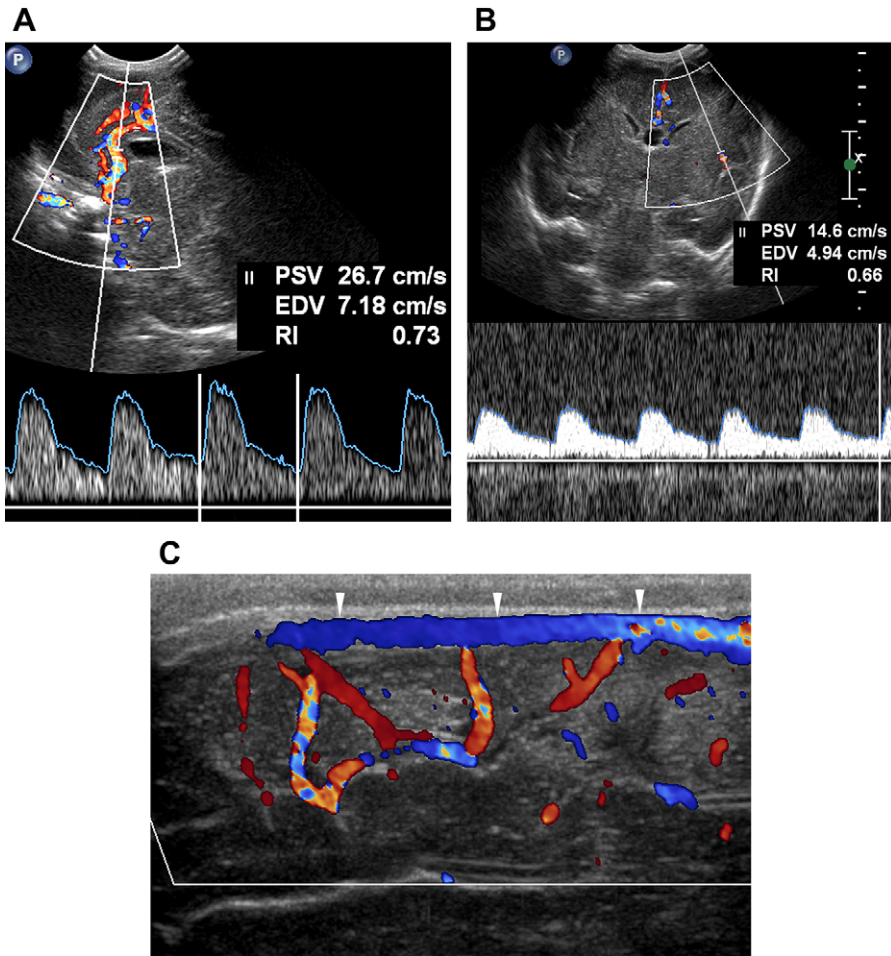 A
P
II PSV 26.7 cm/s
EDV 7.18 cm/s
RI 0.73
B
P
X
II PSV 14.6 cm/s
EDV 4.94 cm/s
RI 0.66
C